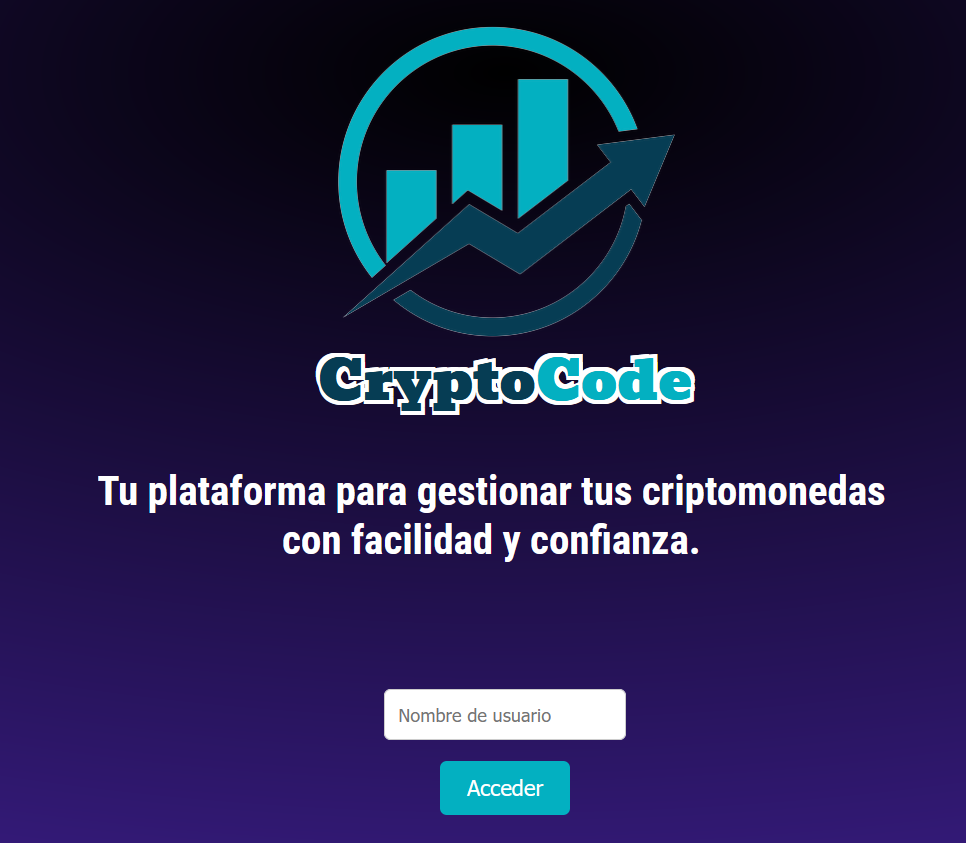 CryptoCode
Tu plataforma para gestionar tus criptomonedas
con facilidad y confianza.
Nombre de usuario
Acceder